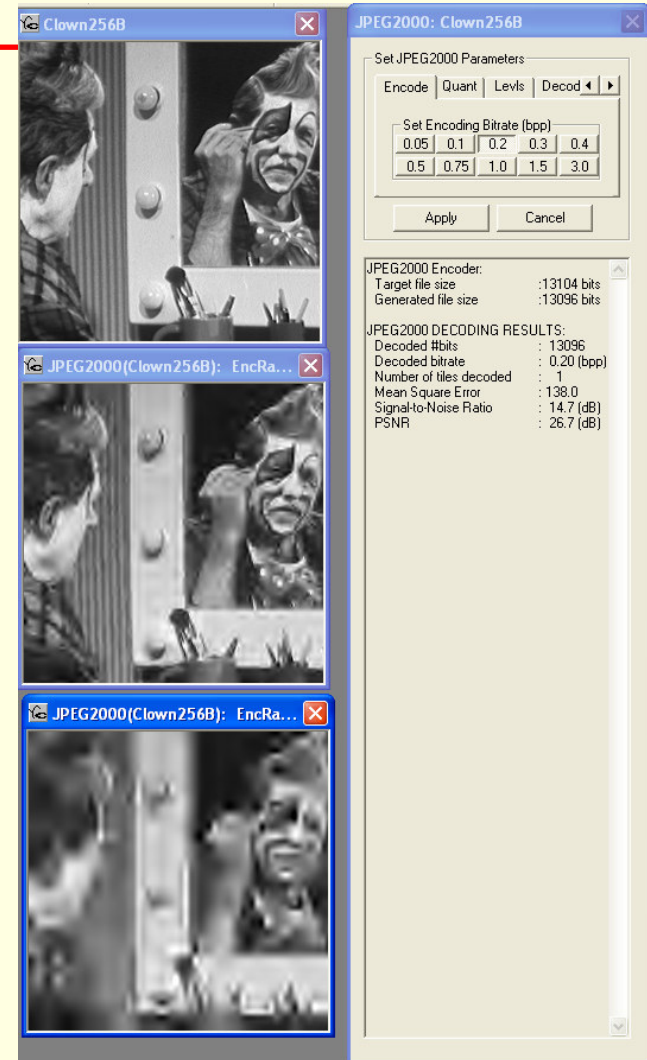 Clown256B
JPEG2000(Clown256B): EncRa...
JPEG2000(Clown256B): EncRa...
JPEG2000: Clown256B
Set JPEG2000 Parameters
Encode Quant Levls Decod
Set Encoding Bitrate (bpp)
0.05 0.1 0.2 0.3 0.4
0.5 0.75 1.0 1.5 3.0
Apply Cancel
JPEG2000 Encoder:
Target file size :13104 bits
Generated file size :13096 bits
JPEG2000 DECODING RESULTS:
Decoded #bits : 13096
Decoded bitrate : 0.20 (bpp)
Number of tiles decoded : 1
Mean Square Error : 138.0
Signal-to-Noise Ratio : 14.7 (dB)
PSNR : 26.7 (dB)